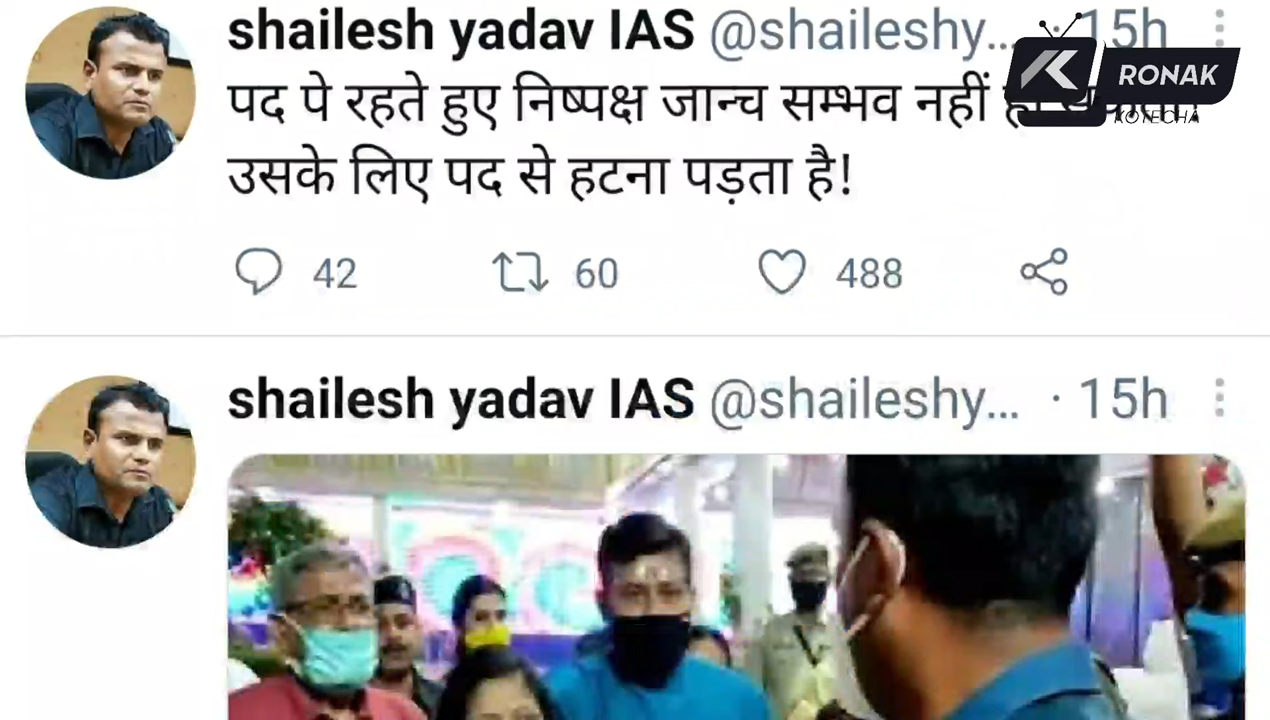 shailesh yadav IAS @shaileshy... · 15h
पद पे रहते हुए निष्पक्ष जान्च सम्भव नहीं
उसके लिए पद से हटना पड़ता है!
42 60 488
shailesh yadav IAS @shaileshy... · 15h
RONAK
KOTECHA